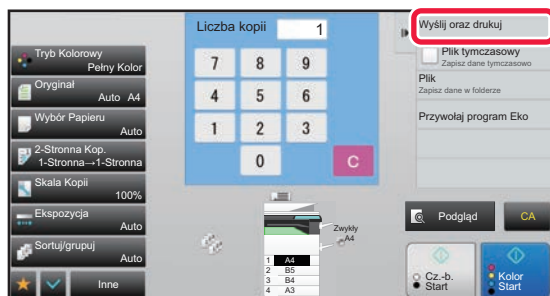 Tryb Kolorowy
Pełny Kolor
Oryginał
Auto A4
Wybór Papieru
Auto
2-Stronna Kop.
1-Stronna→1-Stronna
Skala Kopii
100%
Ekspozycja
Auto
Sortuj/grupuj
Auto
Inne
Liczba kopii 1
7 8 9
4 5 6
1 2 3
0 C
Zwykły
A4
1 A4
2 B5
3 B4
4 A3
Wyślij oraz drukuj
Plik tymczasowy
Zapisz dane tymczasowo
Plik
Zapisz dane w folderze
Przywołaj program Eko
Podgląd CA
Cz.-b.
Start
Kolor
Start